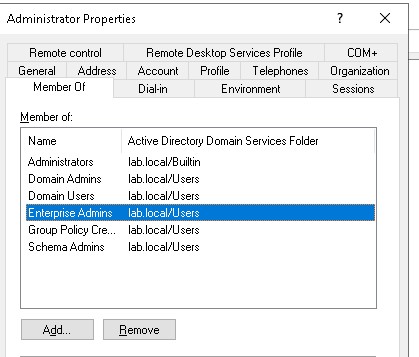 Administrator Properties ? ×
Remote control Remote Desktop Services Profile COM+
General Address Account Profile Telephones Organization
Member Of Dial-in Environment Sessions
Member of:
Name Active Directory Domain Services Folder
Administrators lab.local/Builtin
Domain Admins lab.local/Users
Domain Users lab.local/Users
Enterprise Admins lab.local/Users
Group Policy Cre... lab.local/Users
Schema Admins lab.local/Users
Add... Remove